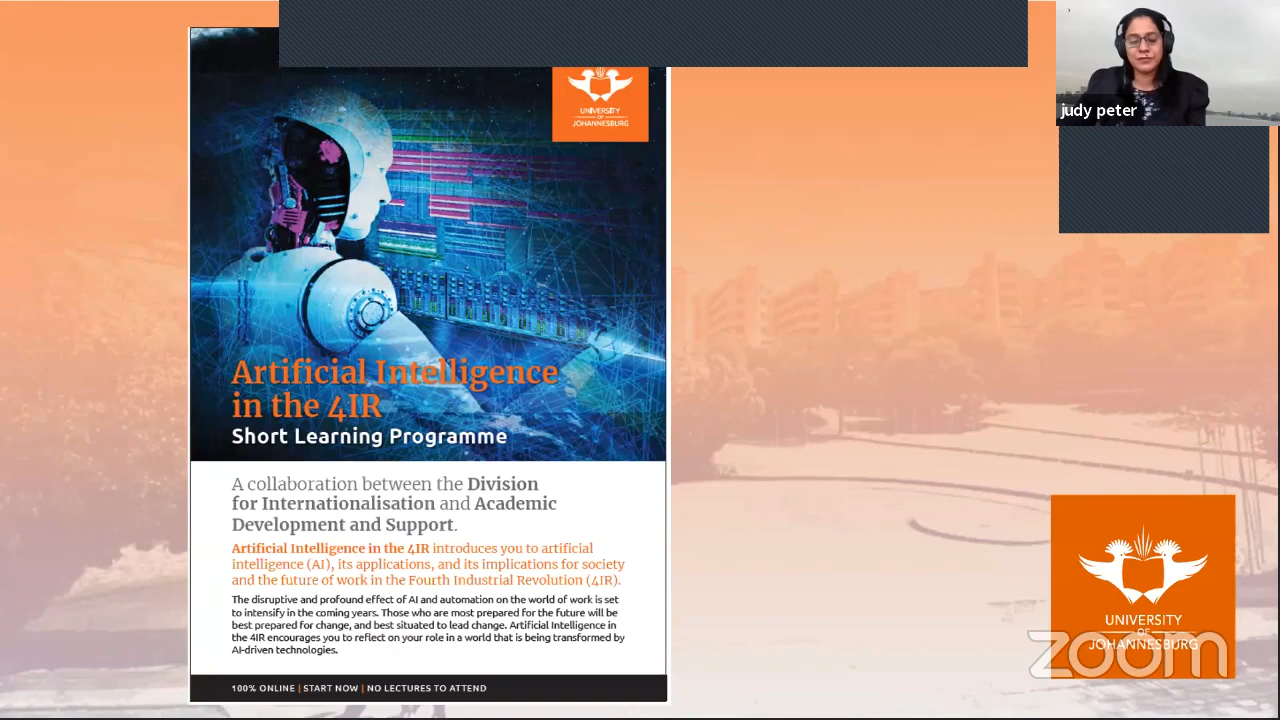 judy peter
UNIVERSITY
OF
JOHANNESBURG
Artificial Intelligence
in the 4IR
Short Learning Programme
A collaboration between the Division
for Internationalisation and Academic
Development and Support.
Artificial Intelligence in the 4IR introduces you to artificial
intelligence (AI), its applications, and its implications for society
and the future of work in the Fourth Industrial Revolution (4IR).
The disruptive and profound effect of AI and automation on the world of work is set
to intensify in the coming years. Those who are most prepared for the future will be
best prepared for change, and best situated to lead change. Artificial Intelligence in
the 4IR encourages you to reflect on your role in a world that is being transformed by
AI-driven technologies.
100% ONLINE | START NOW | NO LECTURES TO ATTEND
UNIVERSITY
OF
JOHANNESBURG
zoom